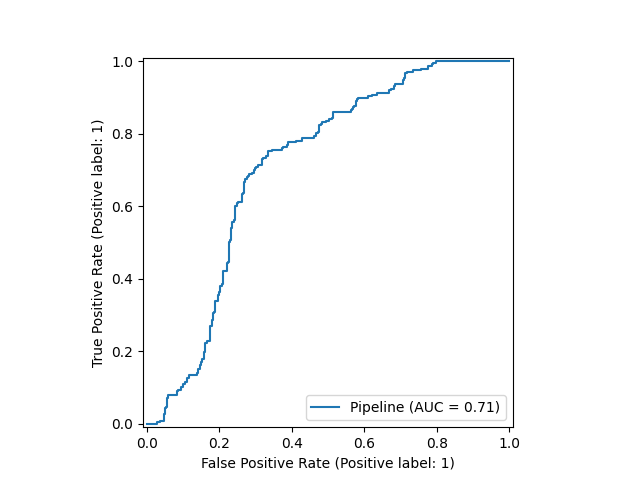 1.0
0.8
0.6
0.4
0.2
0.0
True Positive Rate (Positive label: 1)
Pipeline (AUC = 0.71)
0.0 0.2 0.4 0.6 0.8 1.0
False Positive Rate (Positive label: 1)